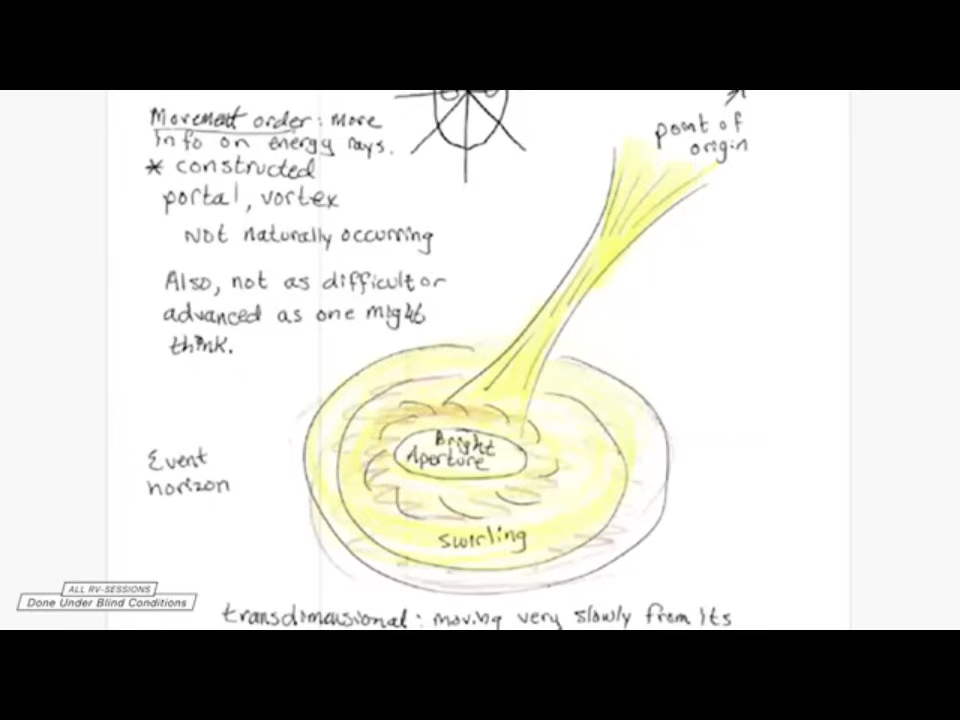 Movement order: More
Info on energy rays.
* constructed
portal, vortex
Not naturally occurring
Also, not as difficult or
advanced as one might
think.
point of
origin
Bright
Aperture
Event
horizon
swirling
ALL RV-SESSIONS
Done Under Blind Conditions
transdimensional: moving very slowly from its